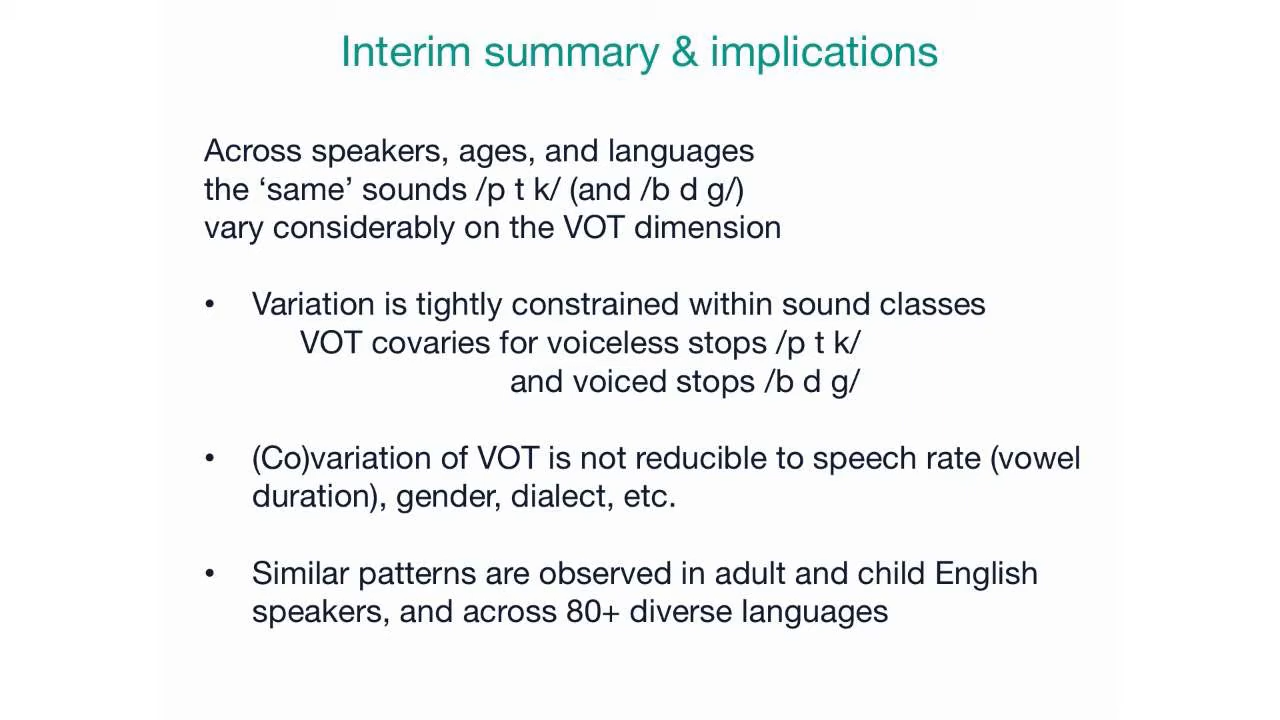 Interim summary & implications
Across speakers, ages, and languages
the ‘same’ sounds /p t k/ (and /b d g/)
vary considerably on the VOT dimension
• Variation is tightly constrained within sound classes
VOT covaries for voiceless stops /p t k/
and voiced stops /b d g/
• (Co)variation of VOT is not reducible to speech rate (vowel
duration), gender, dialect, etc.
• Similar patterns are observed in adult and child English
speakers, and across 80+ diverse languages